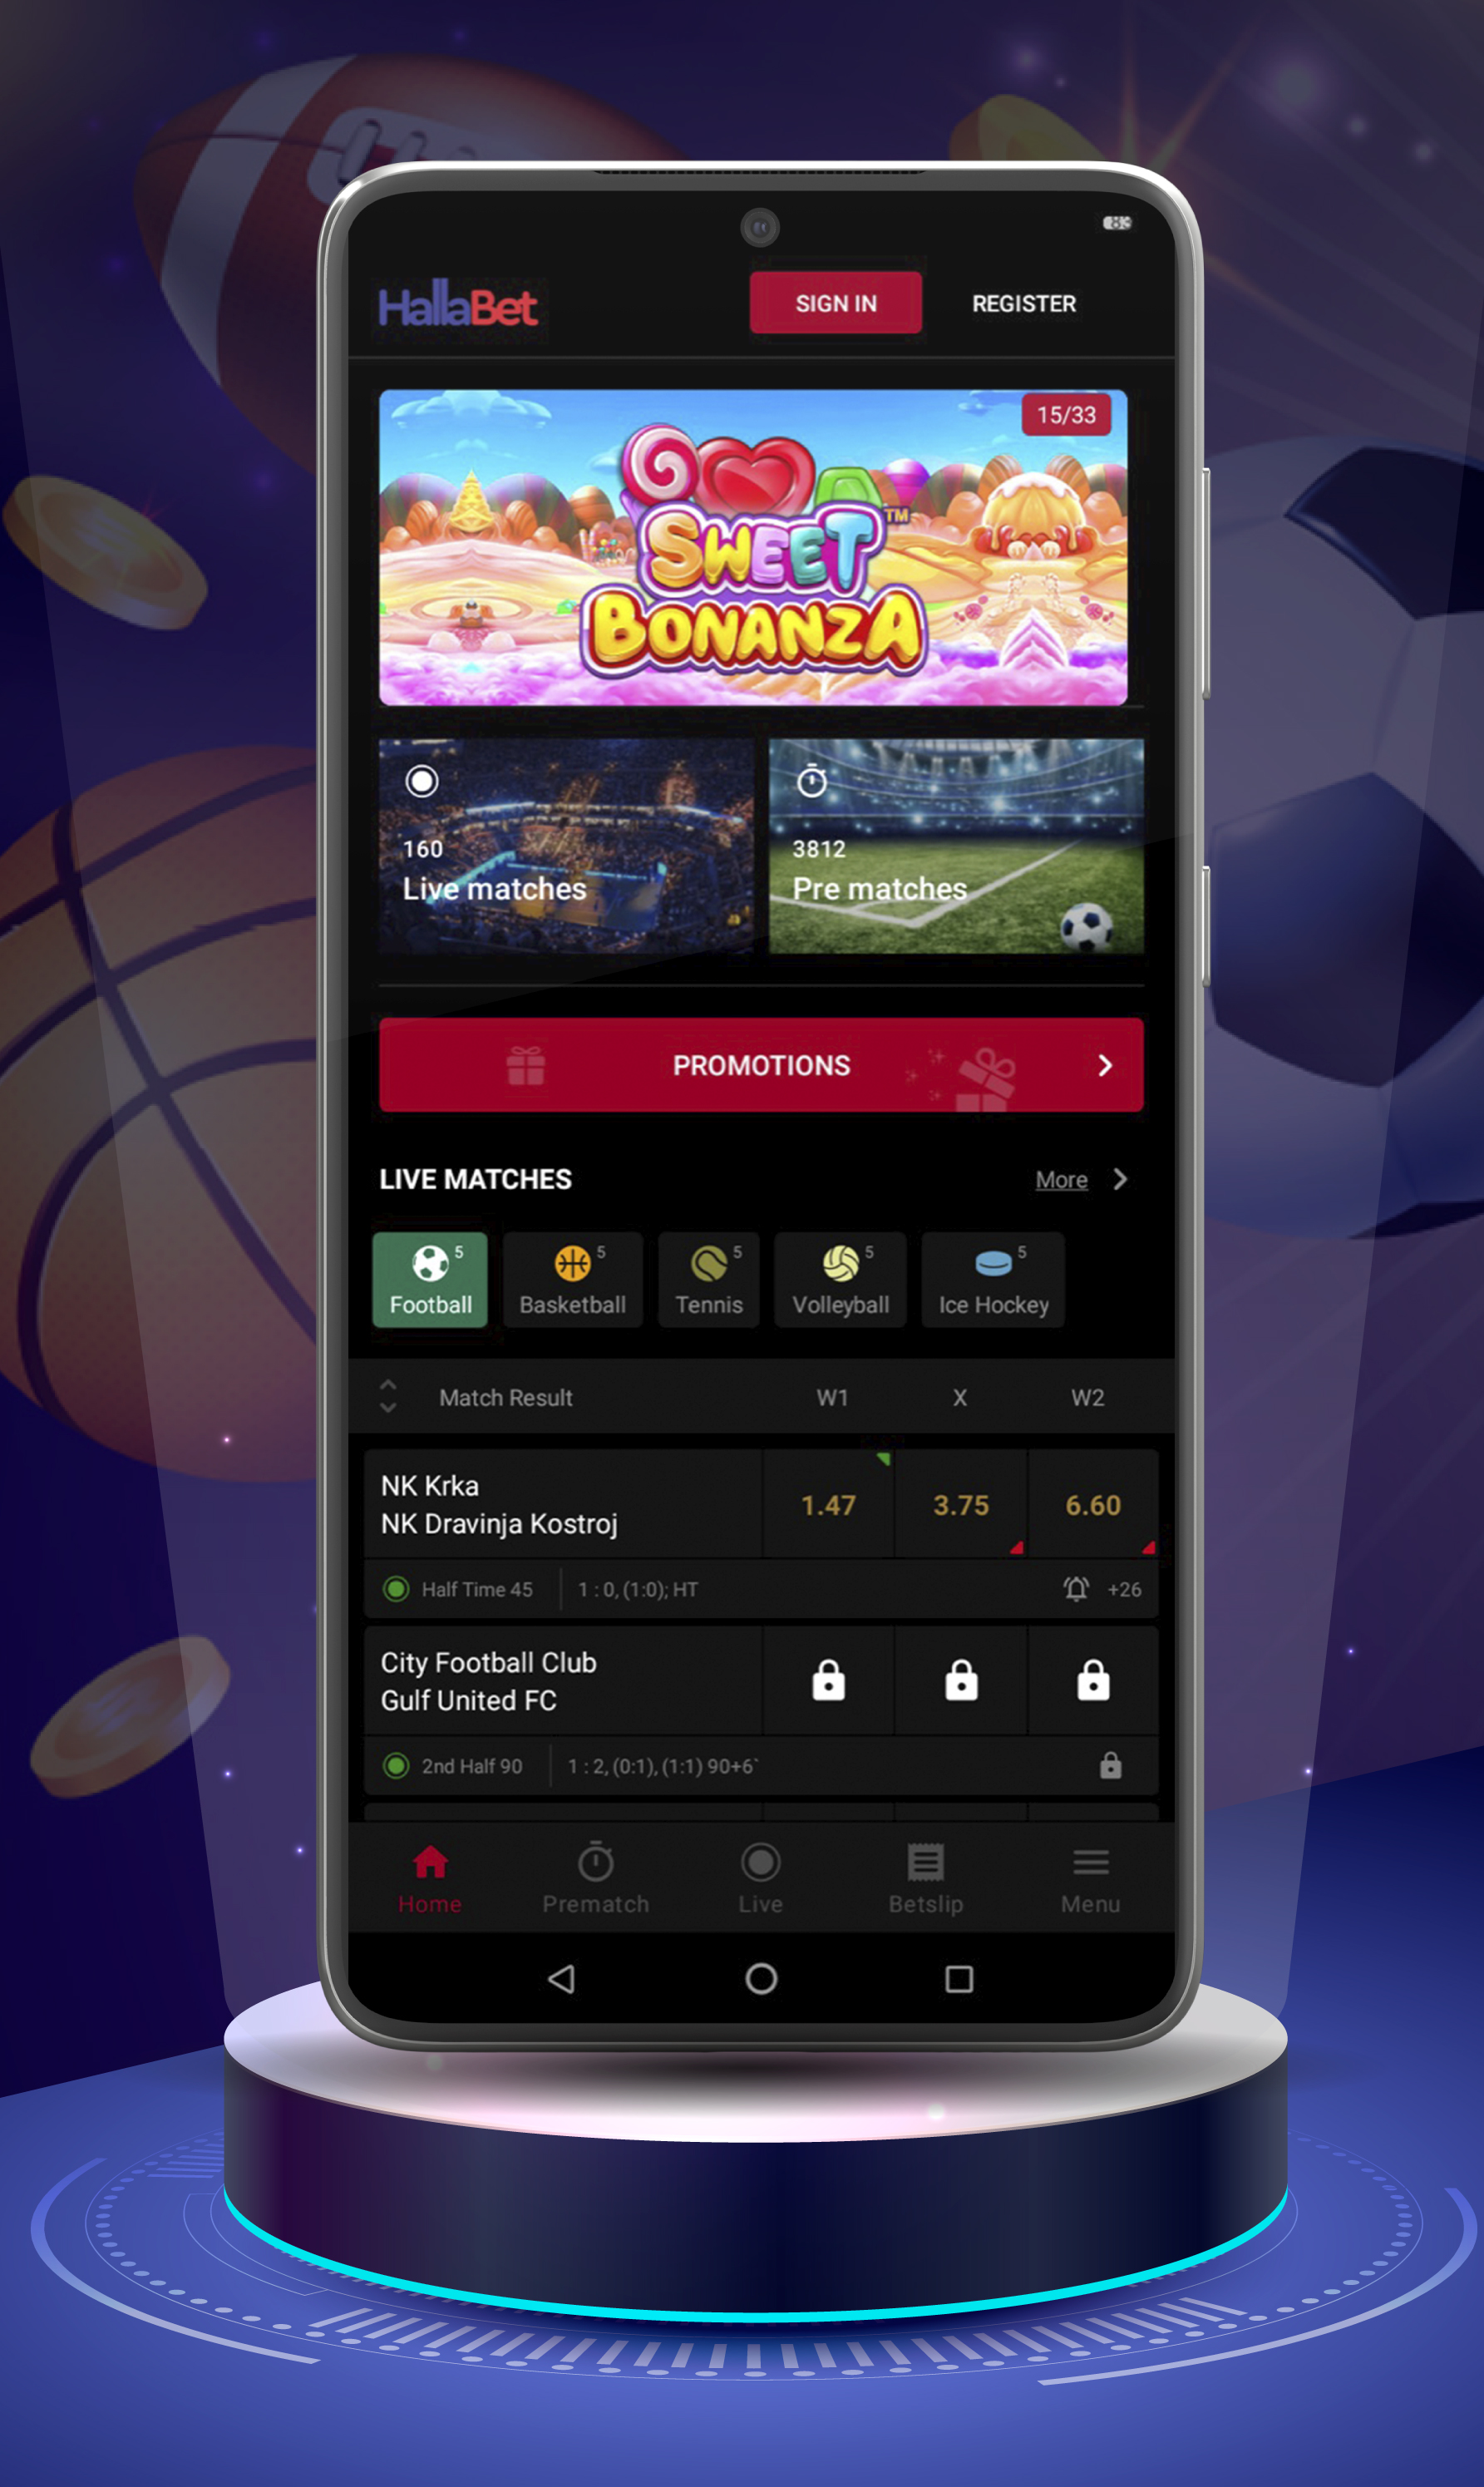 83
HallaBet
SIGN IN
REGISTER
15/33
SWEET™
BONANZA
160
Live matches
3812
Pre matches
PROMOTIONS
LIVE MATCHES
More
5
Football
5
Basketball
5
Tennis
5
Volleyball
5
Ice Hockey
Match Result W1 X W2
NK Krka
NK Dravinja Kostroj
1.47 3.75 6.60
Half Time 45 1 : 0, (1:0); HT +26
City Football Club
Gulf United FC
2nd Half 90 1 : 2, (0:1), (1:1) 90+6`
Home Prematch Live Betslip Menu